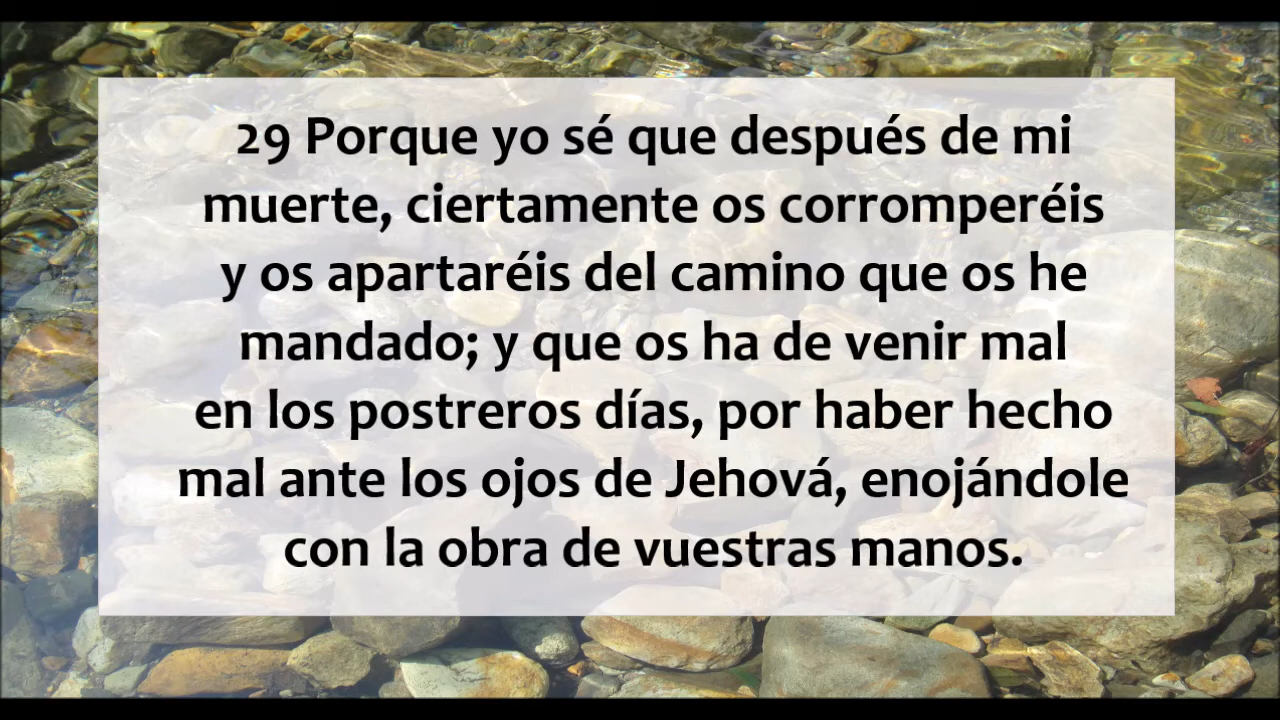 29 Porque yo sé que después de mi
muerte, ciertamente os corromperéis
y os apartaréis del camino que os he
mandado; y que os ha de venir mal
en los postreros días, por haber hecho
mal ante los ojos de Jehová, enojándole
con la obra de vuestras manos.